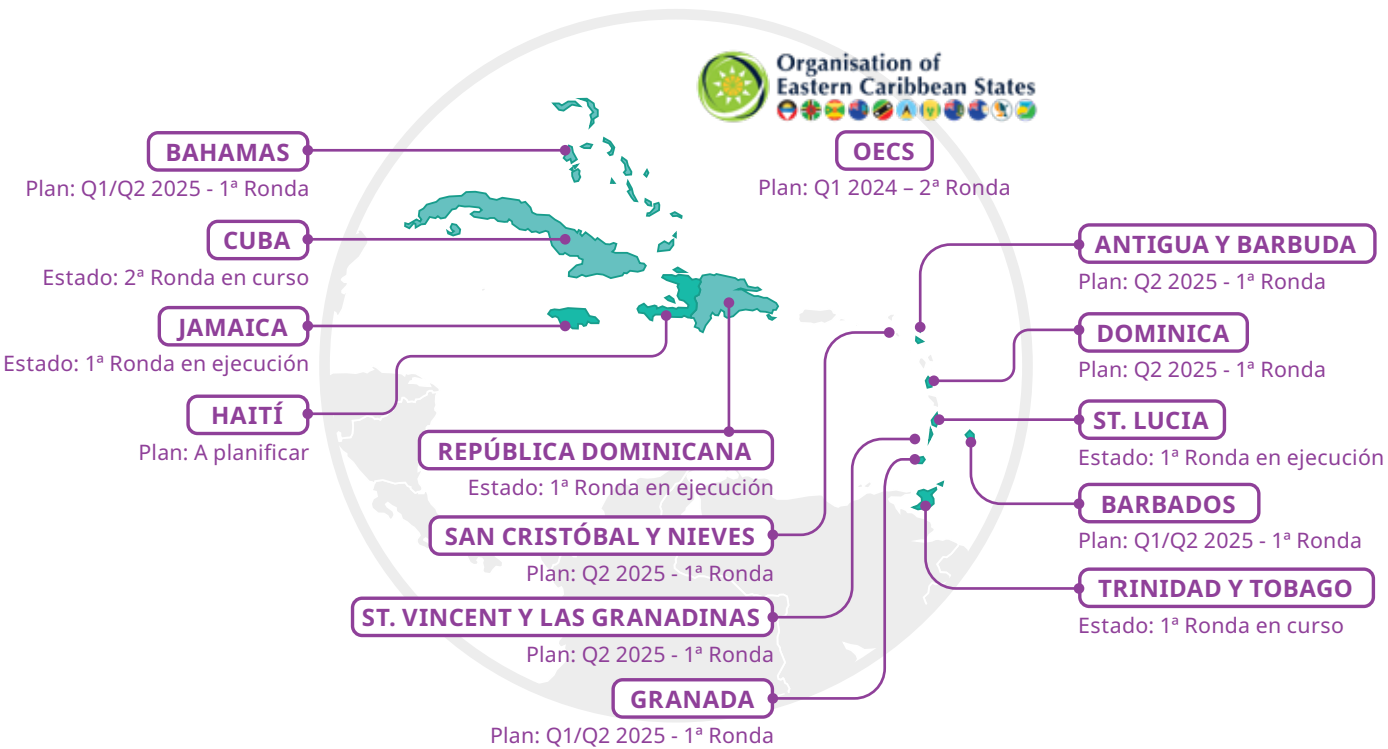 Organisation of
Eastern Caribbean States
OECS
Plan: Q1 2024 – 2ª Ronda
BAHAMAS
Plan: Q1/Q2 2025 - 1ª Ronda
CUBA
Estado: 2ª Ronda en curso
JAMAICA
Estado: 1ª Ronda en ejecución
HAITÍ
Plan: A planificar
REPÚBLICA DOMINICANA
Estado: 1ª Ronda en ejecución
SAN CRISTÓBAL Y NIEVES
Plan: Q2 2025 - 1ª Ronda
ST. VINCENT Y LAS GRANADINAS
Plan: Q2 2025 - 1ª Ronda
GRANADA
Plan: Q1/Q2 2025 - 1ª Ronda
ANTIGUA Y BARBUDA
Plan: Q2 2025 - 1ª Ronda
DOMINICA
Plan: Q2 2025 - 1ª Ronda
ST. LUCIA
Estado: 1ª Ronda en ejecución
BARBADOS
Plan: Q1/Q2 2025 - 1ª Ronda
TRINIDAD Y TOBAGO
Estado: 1ª Ronda en curso